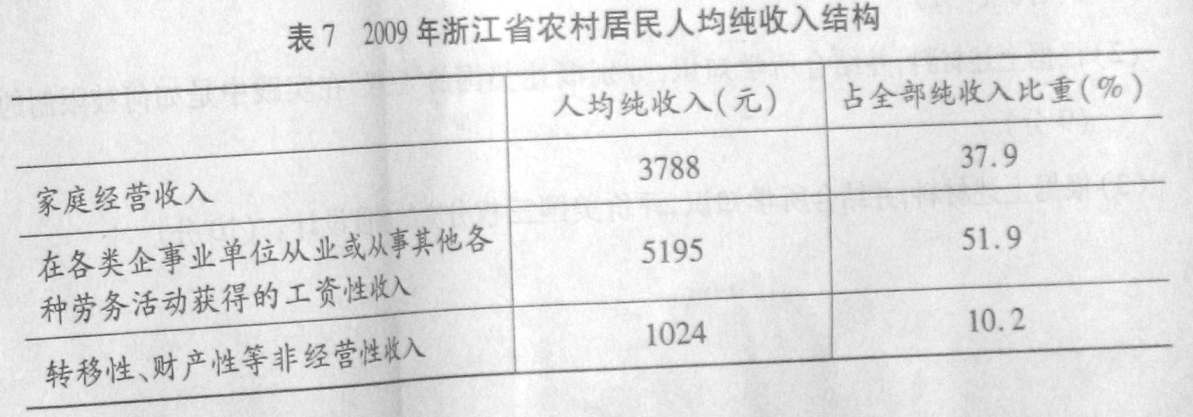 表7 2009年浙江省农村居民人均纯收入结构
人均纯收入(元) 占全部纯收入比重(%)
家庭经营收入 3788 37.9
在各类企事业单位从业或从事其他各
种劳务活动获得的工资性收入 5195 51.9
转移性、财产性等非经营性收入 1024 10.2